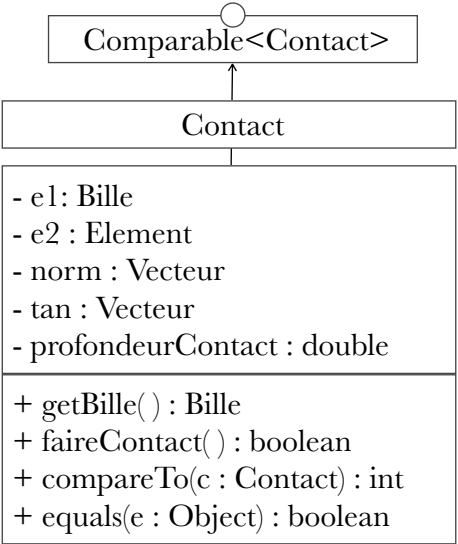 Comparable<Contact>
Contact
- e1: Bille
- e2 : Element
- norm : Vecteur
- tan : Vecteur
- profondeurContact : double
+ getBille( ) : Bille
+ faireContact( ) : boolean
+ compareTo(c : Contact) : int
+ equals(e : Object) : boolean